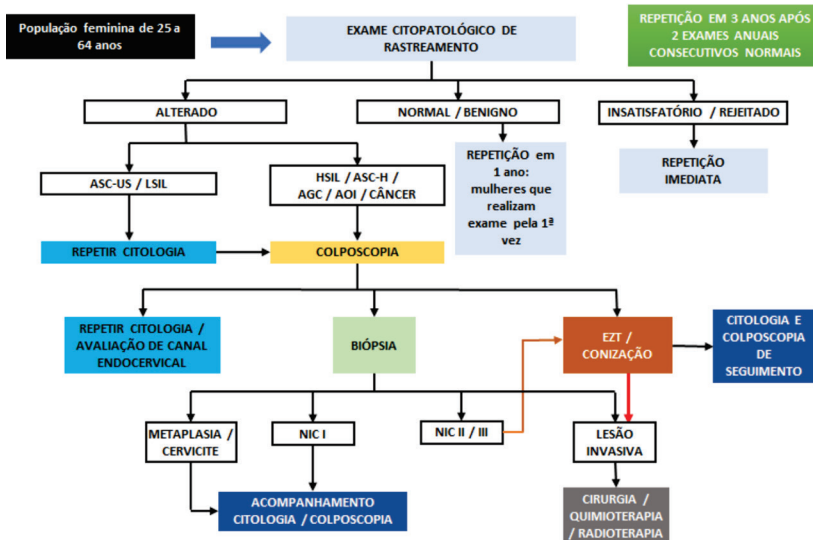 População feminina de 25 a
64 anos
EXAME CITOPATOLÓGICO DE
RASTREAMENTO
REPETIÇÃO EM 3 ANOS APÓS
2 EXAMES ANUAIS
CONSECUTIVOS NORMAIS
ALTERADO
NORMAL / BENIGNO
INSATISFATÓRIO / REJEITADO
ASC-US / LSIL
HSIL / ASC-H /
AGC / AOI / CÂNCER
REPETIÇÃO em
1 ano:
mulheres que
realizam
exame pela 1ª
vez
REPETIÇÃO
IMEDIATA
REPETIR CITOLOGIA
COLPOSCOPIA
REPETIR CITOLOGIA /
AVALIAÇÃO DE CANAL
ENDOCERVICAL
BIÓPSIA
EZT /
CONIZAÇÃO
CITOLOGIA E
COLPOSCOPIA
DE
SEGUIMENTO
METAPLASIA /
CERVICITE
NIC I
NIC II / III
LESÃO
INVASIVA
ACOMPANHAMENTO
CITOLOGIA / COLPOSCOPIA
CIRURGIA /
QUIMIOTERAPIA
/ RADIOTERAPIA